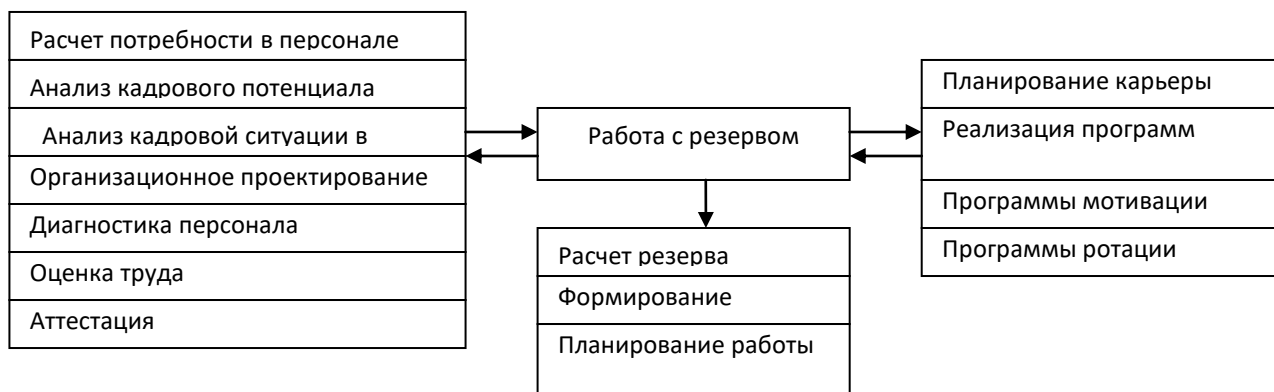 Расчет потребности в персонале
Анализ кадрового потенциала
Анализ кадровой ситуации в
Организационное проектирование
Диагностика персонала
Оценка труда
Аттестация
Работа с резервом
Расчет резерва
Формирование
Планирование работы
Планирование карьеры
Реализация программ
Программы мотивации
Программы ротации